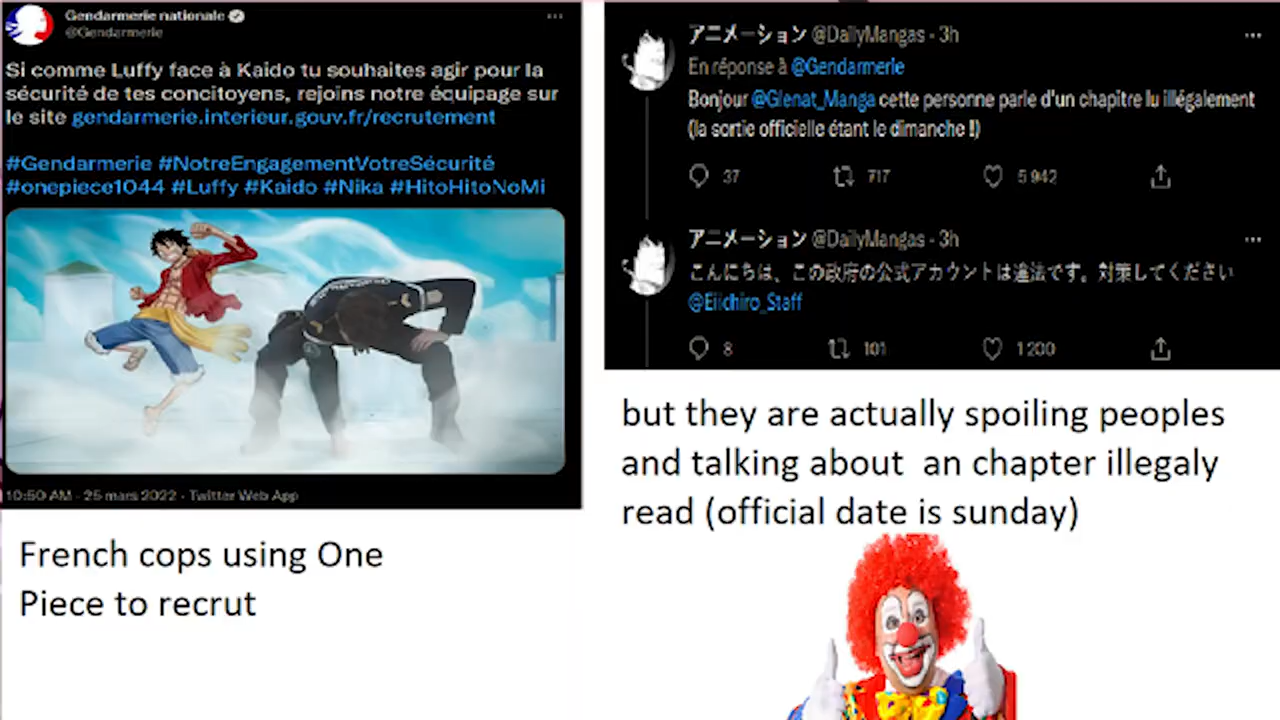 Gendarmerie nationale
@Gendarmerie
Si comme Luffy face à Kaido tu souhaites agir pour la
sécurité de tes concitoyens, rejoins notre équipage sur
le site gendarmerie.interieur.gouv.fr/recrutement
#Gendarmerie #NotreEngagementVotreSécurité
#onepiece1044 #Luffy #Kaido #Nika #HitoHitoNoMi
10:50 AM · 25 mars 2022 · Twitter Web App
French cops using One
Piece to recrut
アニメーション @DailyMangas · 3h
En réponse à @Gendarmerie
Bonjour @Glenat_Manga cette personne parle d'un chapitre lu illégalement
(la sortie officielle étant le dimanche !)
37 717 5 942
アニメーション @DailyMangas · 3h
こんにちは、この政府の公式アカウントは違法です。対策してください
@Eiichiro_Staff
8 101 1 200
but they are actually spoiling peoples
and talking about an chapter illegaly
read (official date is sunday)